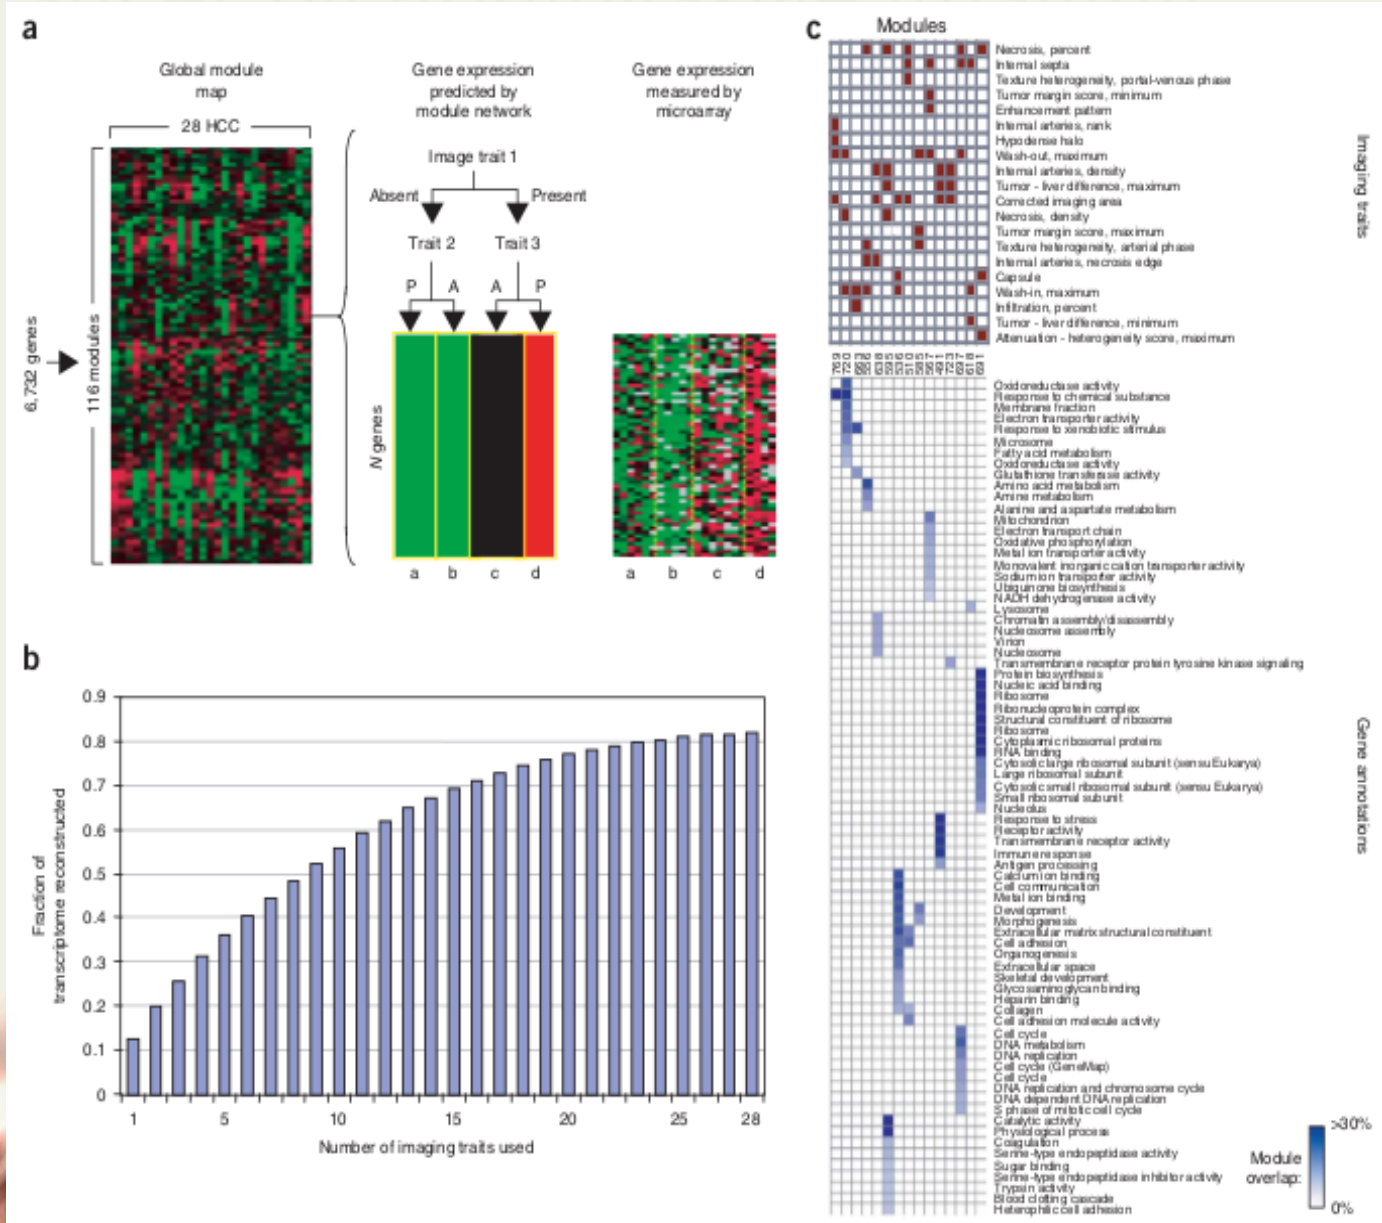 a
Global module
map
28 HCC
6,732 genes
116 modules
Gene expression
predicted by
module network
Image trait 1
Absent
Present
Trait 2
Trait 3
P
A
A
P
N genes
a
b
c
d
Gene expression
measured by
microarray
a
b
c
d
b
Fraction of
transcriptome reconstructed
0.9
0.8
0.7
0.6
0.5
0.4
0.3
0.2
0.1
0
1
5
10
15
20
25
28
Number of imaging traits used
c
Modules
Necrosis, percent
Internal septa
Texture heterogeneity, portal-venous phase
Tumor margin score, minimum
Enhancement pattern
Internal arteries, rank
Hypodense halo
Wash-out, maximum
Internal arteries, density
Tumor - liver difference, maximum
Corrected imaging area
Necrosis, density
Tumor margin score, maximum
Texture heterogeneity, arterial phase
Internal arteries, necrosis edge
Capsule
Wash-in, maximum
Infiltration, percent
Tumor - liver difference, minimum
Attenuation - heterogeneity score, maximum
Imaging traits
769
720
663
638
595
536
510
585
567
491
723
697
618
691
Oxidoreductase activity
Response to chemical substance
Membrane fraction
Electron transporter activity
Response to xenobiotic stimulus
Microsome
Fatty acid metabolism
Oxidoreductase activity
Glutathione transferase activity
Amino acid metabolism
Amine metabolism
Alanine and aspartate metabolism
Mitochondrion
Electron transport chain
Oxidative phosphorylation
Metal ion transporter activity
Monovalent inorganic cation transporter activity
Sodium ion transporter activity
Ubiquinone biosynthesis
NADH dehydrogenase activity
Lysosome
Chromatin assembly/disassembly
Nucleosome assembly
Virion
Nucleosome
Transmembrane receptor protein tyrosine kinase signaling
Protein biosynthesis
Nucleic acid binding
Ribosome
Ribonucleoprotein complex
Structural constituent of ribosome
Ribosome
Cytoplasmic ribosomal proteins
RNA binding
Cytosolic large ribosomal subunit (sensu Eukarya)
Large ribosomal subunit
Cytosolic small ribosomal subunit (sensu Eukarya)
Small ribosomal subunit
Nucleolus
Response to stress
Receptor activity
Transmembrane receptor activity
Immune response
Antigen processing
Calcium ion binding
Cell communication
Metal ion binding
Development
Morphogenesis
Extracellular matrix structural constituent
Cell adhesion
Organogenesis
Extracellular space
Skeletal development
Glycosaminoglycan binding
Heparin binding
Collagen
Cell adhesion molecule activity
Cell cycle
DNA metabolism
DNA replication
Cell cycle (GeneMap)
Cell cycle
DNA replication and chromosome cycle
DNA dependent DNA replication
S phase of mitotic cell cycle
Catalytic activity
Physiological process
Coagulation
Serine-type endopeptidase activity
Sugar binding
Serine-type endopeptidase inhibitor activity
Trypsin activity
Blood clotting cascade
Heterophilic cell adhesion
Gene annotations
Module
overlap:
>30%
0%